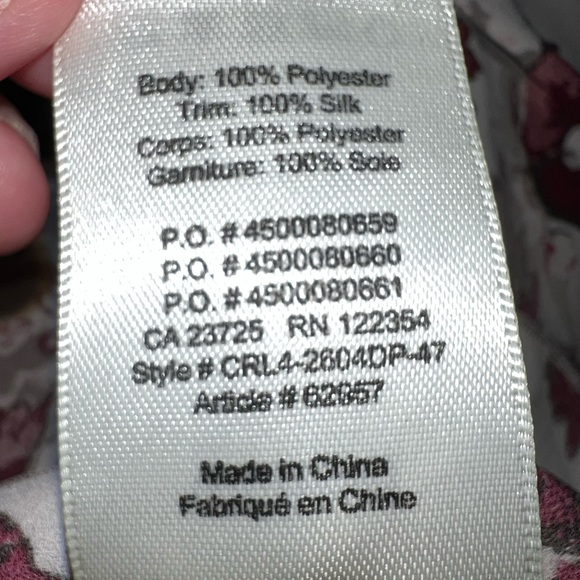 Body: 100% Polyester
Trim: 100% Silk
Corps: 100% Polyester
Garniture: 100% Soie
P.O. # 4500080659
P.O. # 4500080660
P.O. # 4500080661
CA 23725 RN 122354
Style # CRL4-2604DP-47
Article # 62957
Made in China
Fabriqué en Chine